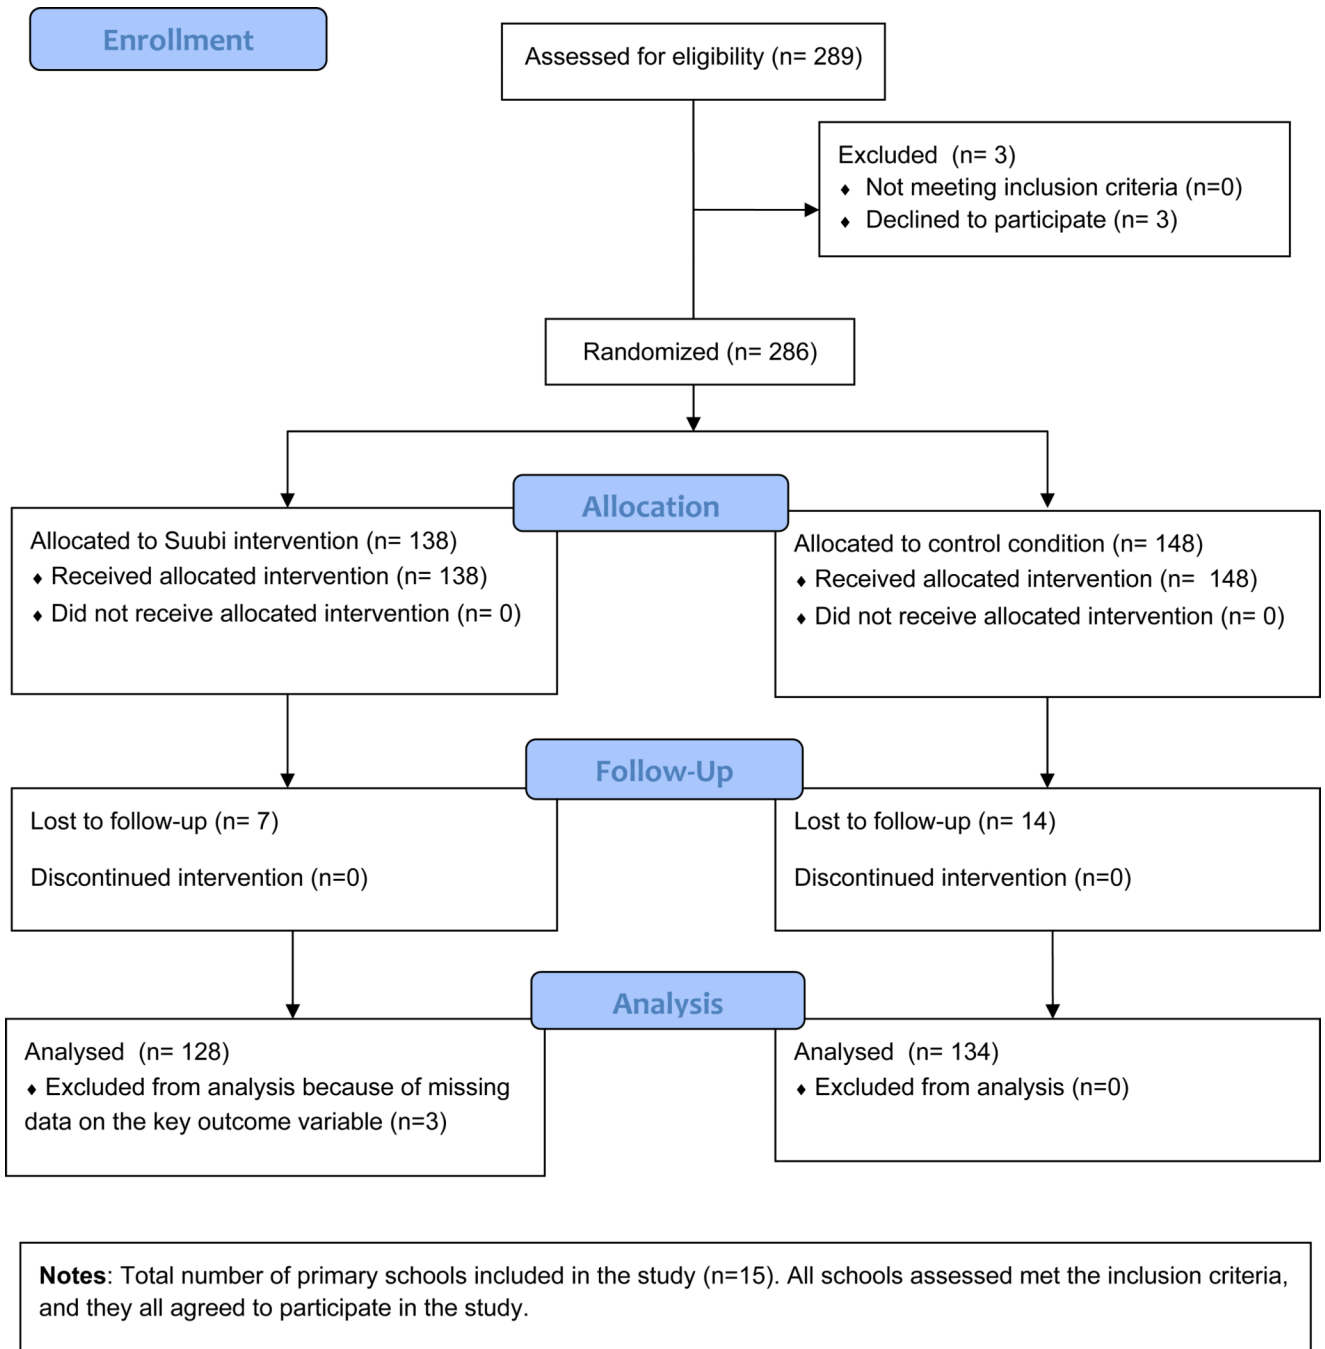 Enrollment
Assessed for eligibility (n= 289)
Excluded  (n= 3)
♦ Not meeting inclusion criteria (n=0)
♦ Declined to participate (n= 3)
Randomized (n= 286)
Allocation
Allocated to Suubi intervention (n= 138)
♦ Received allocated intervention (n= 138)
♦ Did not receive allocated intervention (n= 0)
Allocated to control condition (n= 148)
♦ Received allocated intervention (n=  148)
♦ Did not receive allocated intervention (n= 0)
Follow-Up
Lost to follow-up (n= 7)
Discontinued intervention (n=0)
Lost to follow-up (n= 14)
Discontinued intervention (n=0)
Analysis
Analysed  (n= 128)
♦ Excluded from analysis because of missing
data on the key outcome variable (n=3)
Analysed  (n= 134)
♦ Excluded from analysis (n=0)
Notes: Total number of primary schools included in the study (n=15). All schools assessed met the inclusion criteria,
and they all agreed to participate in the study.